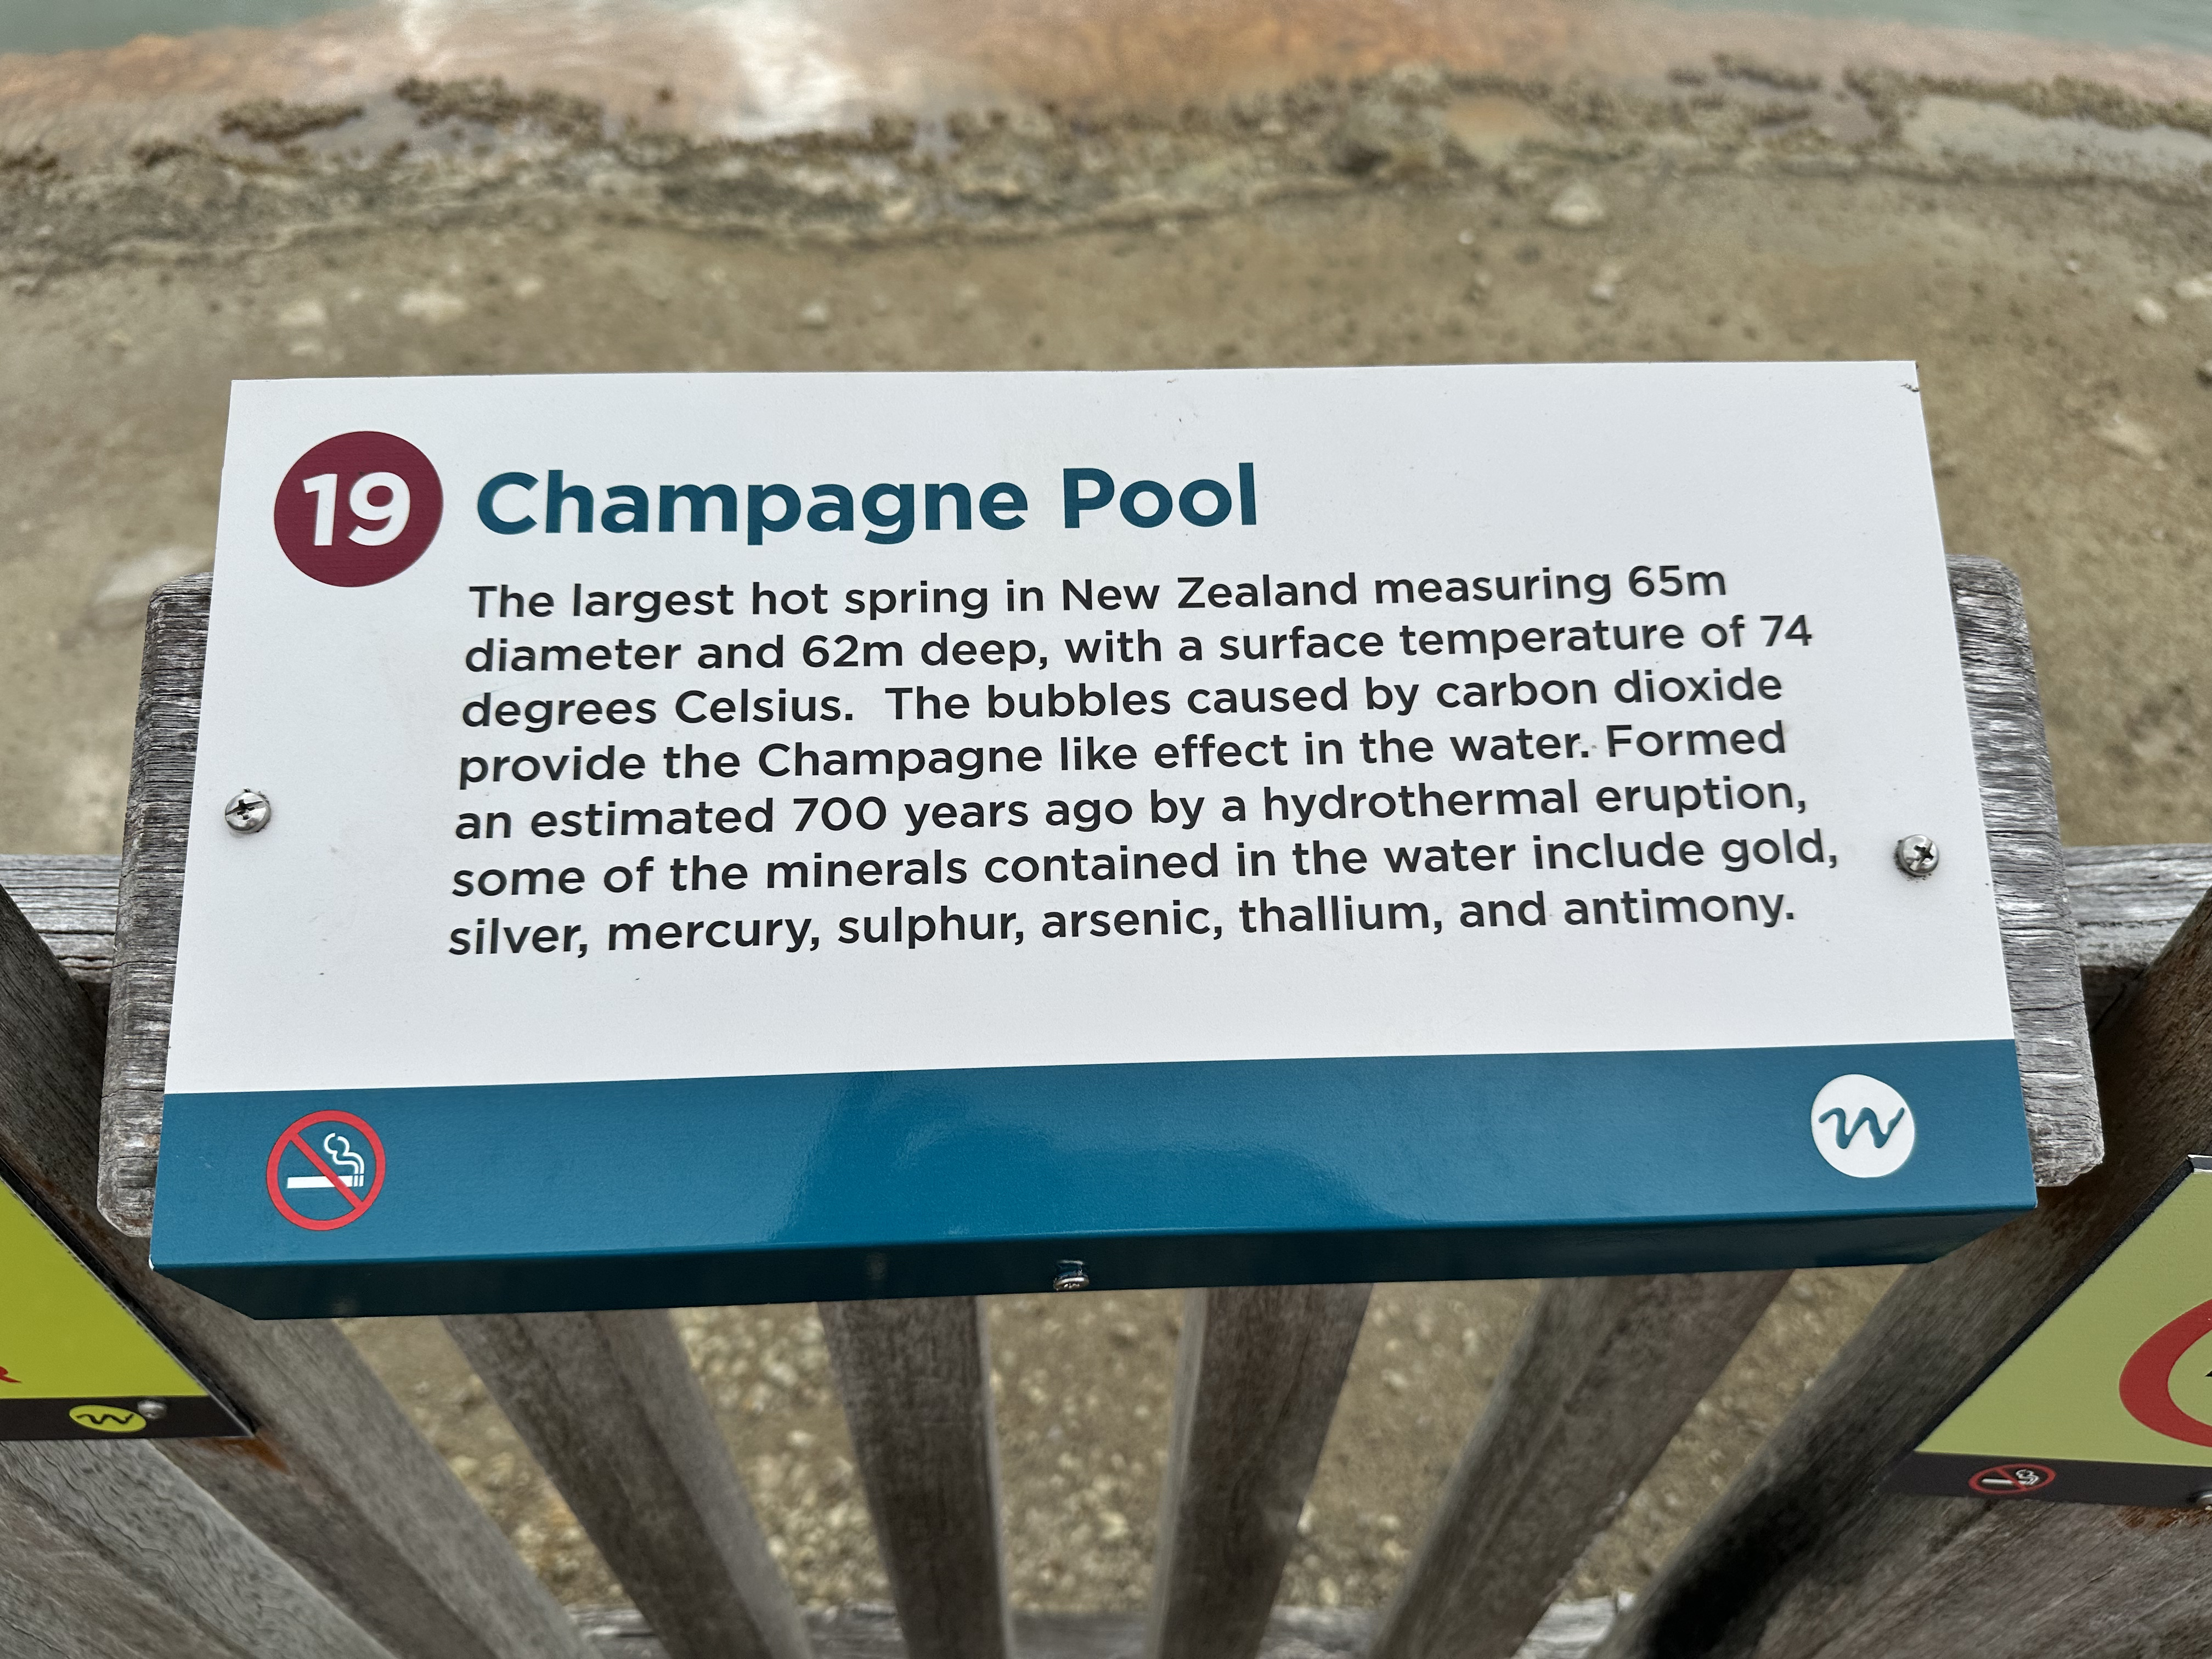 19 Champagne Pool
The largest hot spring in New Zealand measuring 65m
diameter and 62m deep, with a surface temperature of 74
degrees Celsius.  The bubbles caused by carbon dioxide
provide the Champagne like effect in the water. Formed
an estimated 700 years ago by a hydrothermal eruption,
some of the minerals contained in the water include gold,
silver, mercury, sulphur, arsenic, thallium, and antimony.
W
W